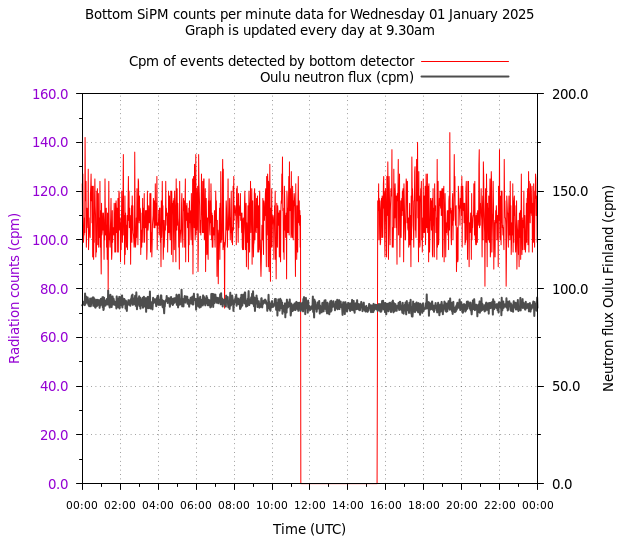 Bottom SiPM counts per minute data for Wednesday 01 January 2025
Graph is updated every day at 9.30am
Cpm of events detected by bottom detector
Oulu neutron flux (cpm)
160.0
140.0
120.0
100.0
80.0
60.0
40.0
20.0
0.0
Radiation counts (cpm)
200.0
150.0
100.0
50.0
0.0
Neutron flux Oulu Finland (cpm)
00:00 02:00 04:00 06:00 08:00 10:00 12:00 14:00 16:00 18:00 20:00 22:00 00:00
Time (UTC)